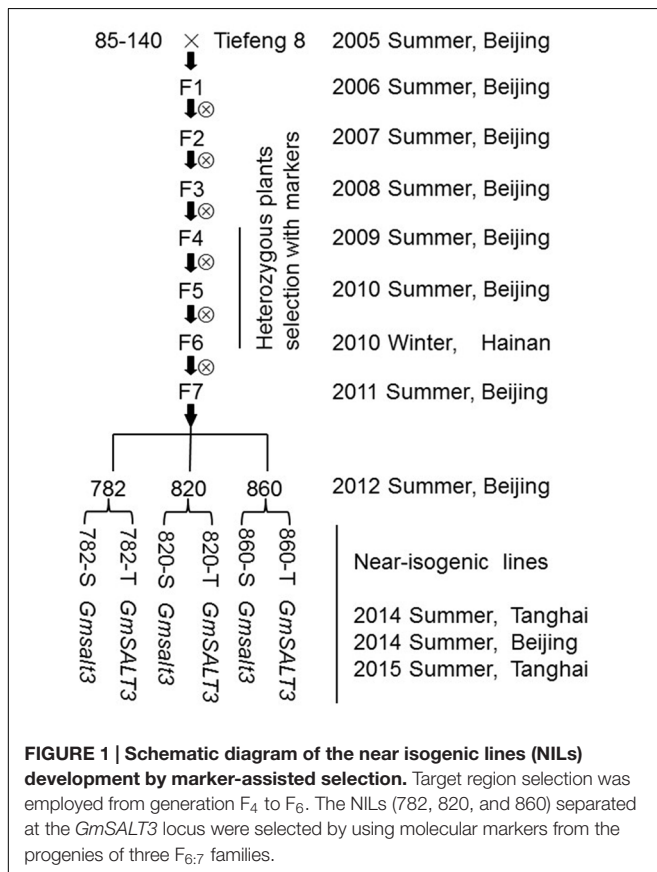 85-140 × Tiefeng 8 2005 Summer, Beijing
F1 2006 Summer, Beijing
F2 2007 Summer, Beijing
F3 2008 Summer, Beijing
F4 2009 Summer, Beijing
F5 2010 Summer, Beijing
F6 2010 Winter, Hainan
F7 2011 Summer, Beijing
Heterozygous plants
selection with markers
782 820 860 2012 Summer, Beijing
782-S Gmsalt3
782-T GmSALT3
820-S Gmsalt3
820-T GmSALT3
860-S Gmsalt3
860-T GmSALT3
Near-isogenic lines
2014 Summer, Tanghai
2014 Summer, Beijing
2015 Summer, Tanghai
FIGURE 1 | Schematic diagram of the near isogenic lines (NILs)
development by marker-assisted selection. Target region selection was
employed from generation F4 to F6. The NILs (782, 820, and 860) separated
at the GmSALT3 locus were selected by using molecular markers from the
progenies of three F6:7 families.